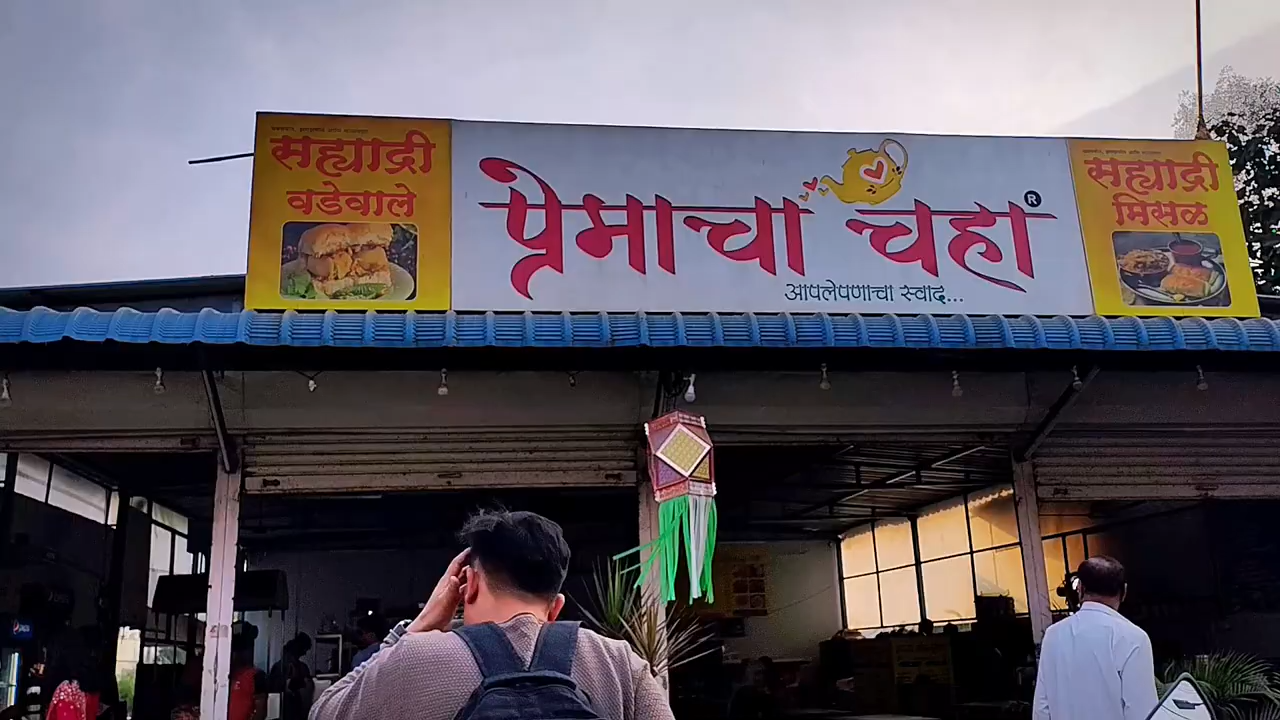 सह्याद्री
वडेवाले
प्रेमाचा चहा ®
आपलेपणाचा स्वाद...
सह्याद्री
मिसळ